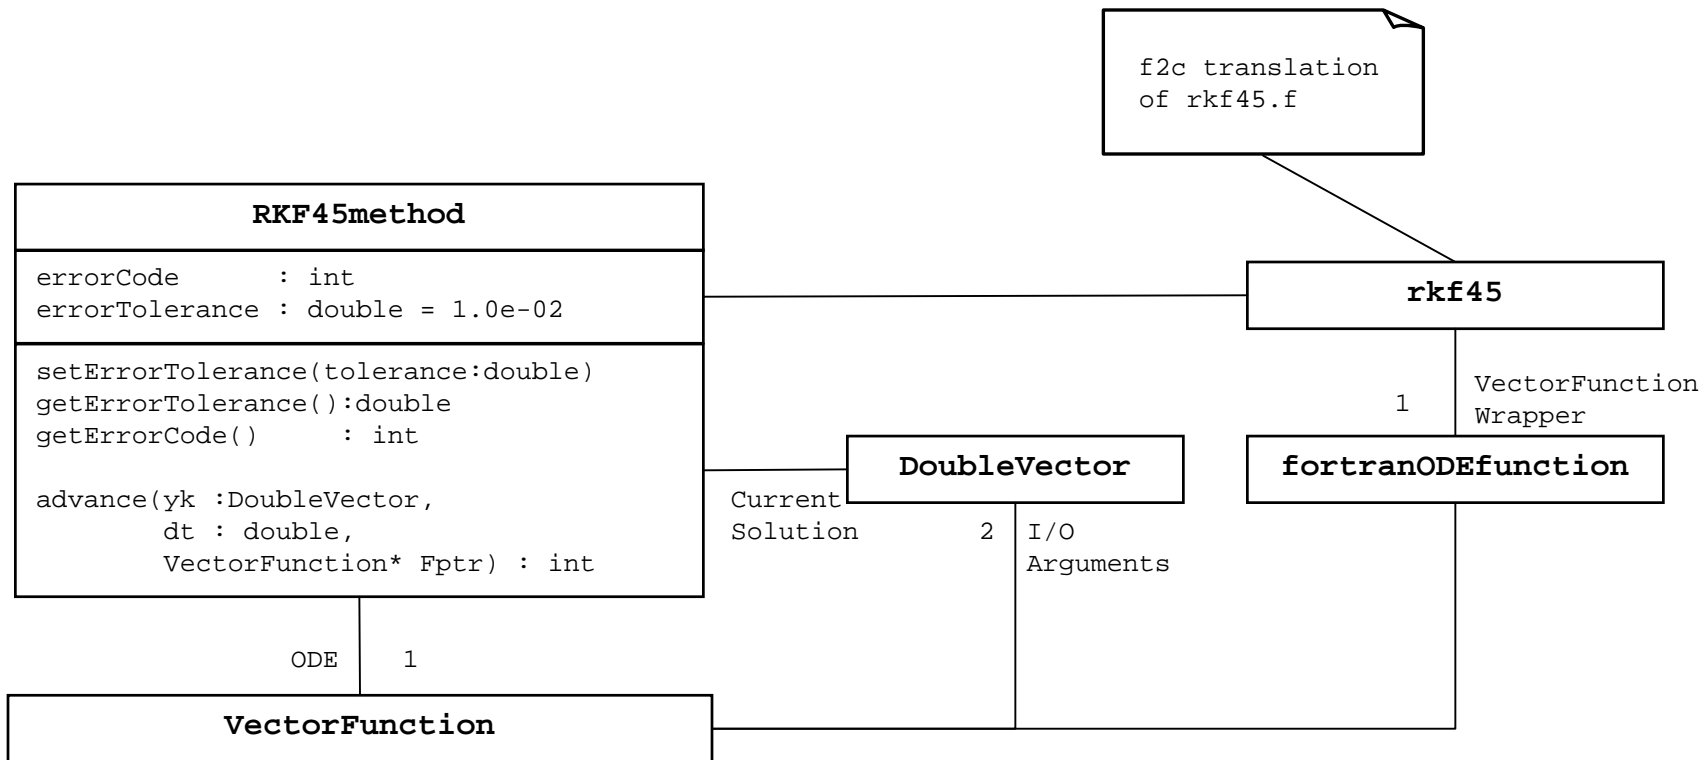 f2c translation
of rkf45.f
RKF45method
errorCode      : int
errorTolerance : double = 1.0e-02
setErrorTolerance(tolerance:double)
getErrorTolerance():double
getErrorCode()     : int
advance(yk :DoubleVector,
        dt : double,
        VectorFunction* Fptr) : int
rkf45
1
VectorFunction
Wrapper
DoubleVector
fortranODEfunction
Current
Solution
2
I/O
Arguments
ODE
1
VectorFunction